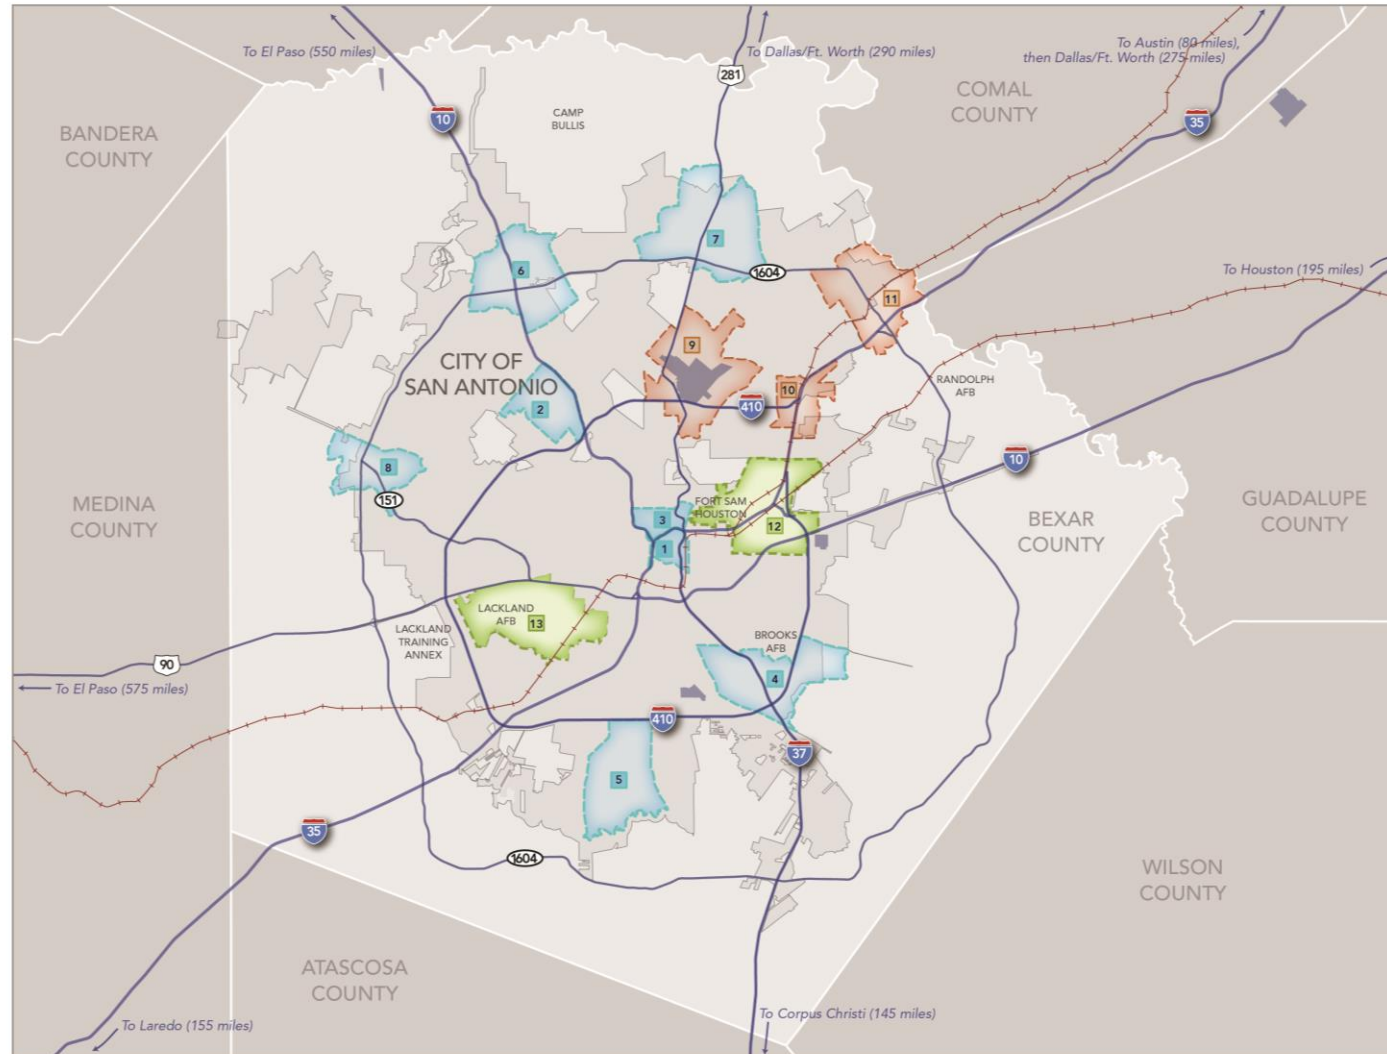 To El Paso (550 miles)
To Dallas/Ft. Worth (290 miles)
To Austin (80 miles),
then Dallas/Ft. Worth (275 miles)
281
COMAL
COUNTY
10
CAMP
BULLIS
35
BANDERA
COUNTY
7
6
1604
To Houston (195 miles)
11
9
CITY OF
SAN ANTONIO
RANDOLPH
AFB
10
2
410
10
8
151
FORT SAM
HOUSTON
MEDINA
COUNTY
GUADALUPE
COUNTY
3
12
BEXAR
COUNTY
1
LACKLAND
AFB
13
LACKLAND
TRAINING
ANNEX
BROOKS
AFB
90
4
To El Paso (575 miles)
410
37
5
35
1604
WILSON
COUNTY
ATASCOSA
COUNTY
To Laredo (155 miles)
To Corpus Christi (145 miles)